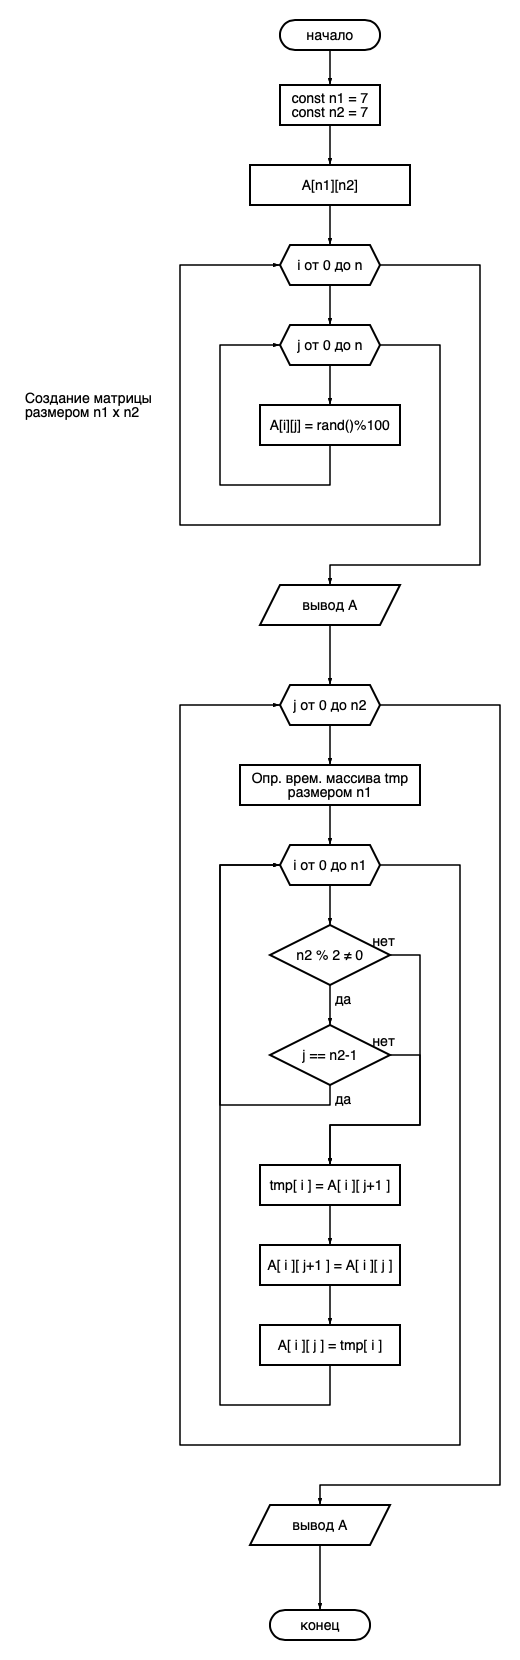 начало
const n1 = 7
const n2 = 7
A[n1][n2]
i от 0 до n
j от 0 до n
Создание матрицы
размером n1 x n2
A[i][j] = rand()%100
вывод A
j от 0 до n2
Опр. врем. массива tmp
размером n1
i от 0 до n1
нет
n2 % 2 ≠ 0
да
нет
j == n2-1
да
tmp[ i ] = A[ i ][ j+1 ]
A[ i ][ j+1 ] = A[ i ][ j ]
A[ i ][ j ] = tmp[ i ]
вывод A
конец